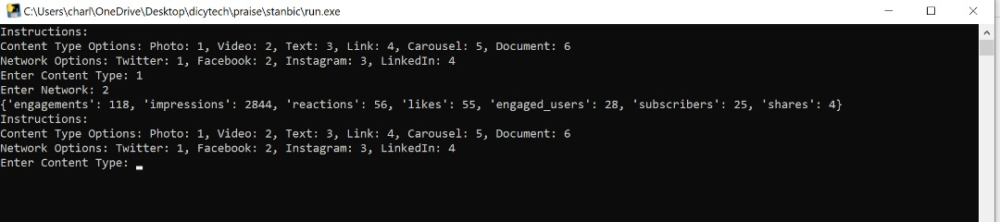 C:\Users\charl\OneDrive\Desktop\dicytech\praise\stanbic\run.exe
Instructions:
Content Type Options: Photo: 1, Video: 2, Text: 3, Link: 4, Carousel: 5, Document: 6
Network Options: Twitter: 1, Facebook: 2, Instagram: 3, LinkedIn: 4
Enter Content Type: 1
Enter Network: 2
{'engagements': 118, 'impressions': 2844, 'reactions': 56, 'likes': 55, 'engaged_users': 28, 'subscribers': 25, 'shares': 4}
Instructions:
Content Type Options: Photo: 1, Video: 2, Text: 3, Link: 4, Carousel: 5, Document: 6
Network Options: Twitter: 1, Facebook: 2, Instagram: 3, LinkedIn: 4
Enter Content Type: